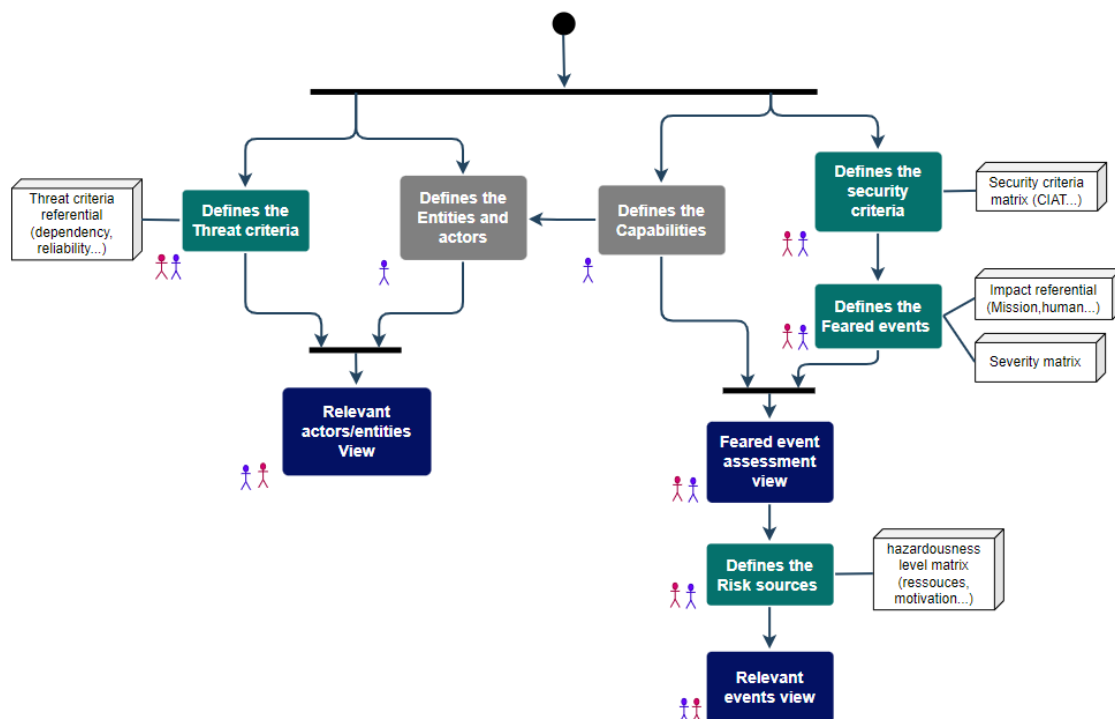 Threat criteria
referential
(dependency,
reliability...)
Defines the
Threat criteria
Defines the
Entities and
actors
Defines the
Capabilities
Defines the
security
criteria
Security criteria
matrix (CIAT...)
Defines the
Feared events
Impact referential
(Mission,human...)
Severity matrix
Relevant
actors/entities
View
Feared event
assessment
view
Defines the
Risk sources
hazardousness
level matrix
(ressouces,
motivation...)
Relevant
events view